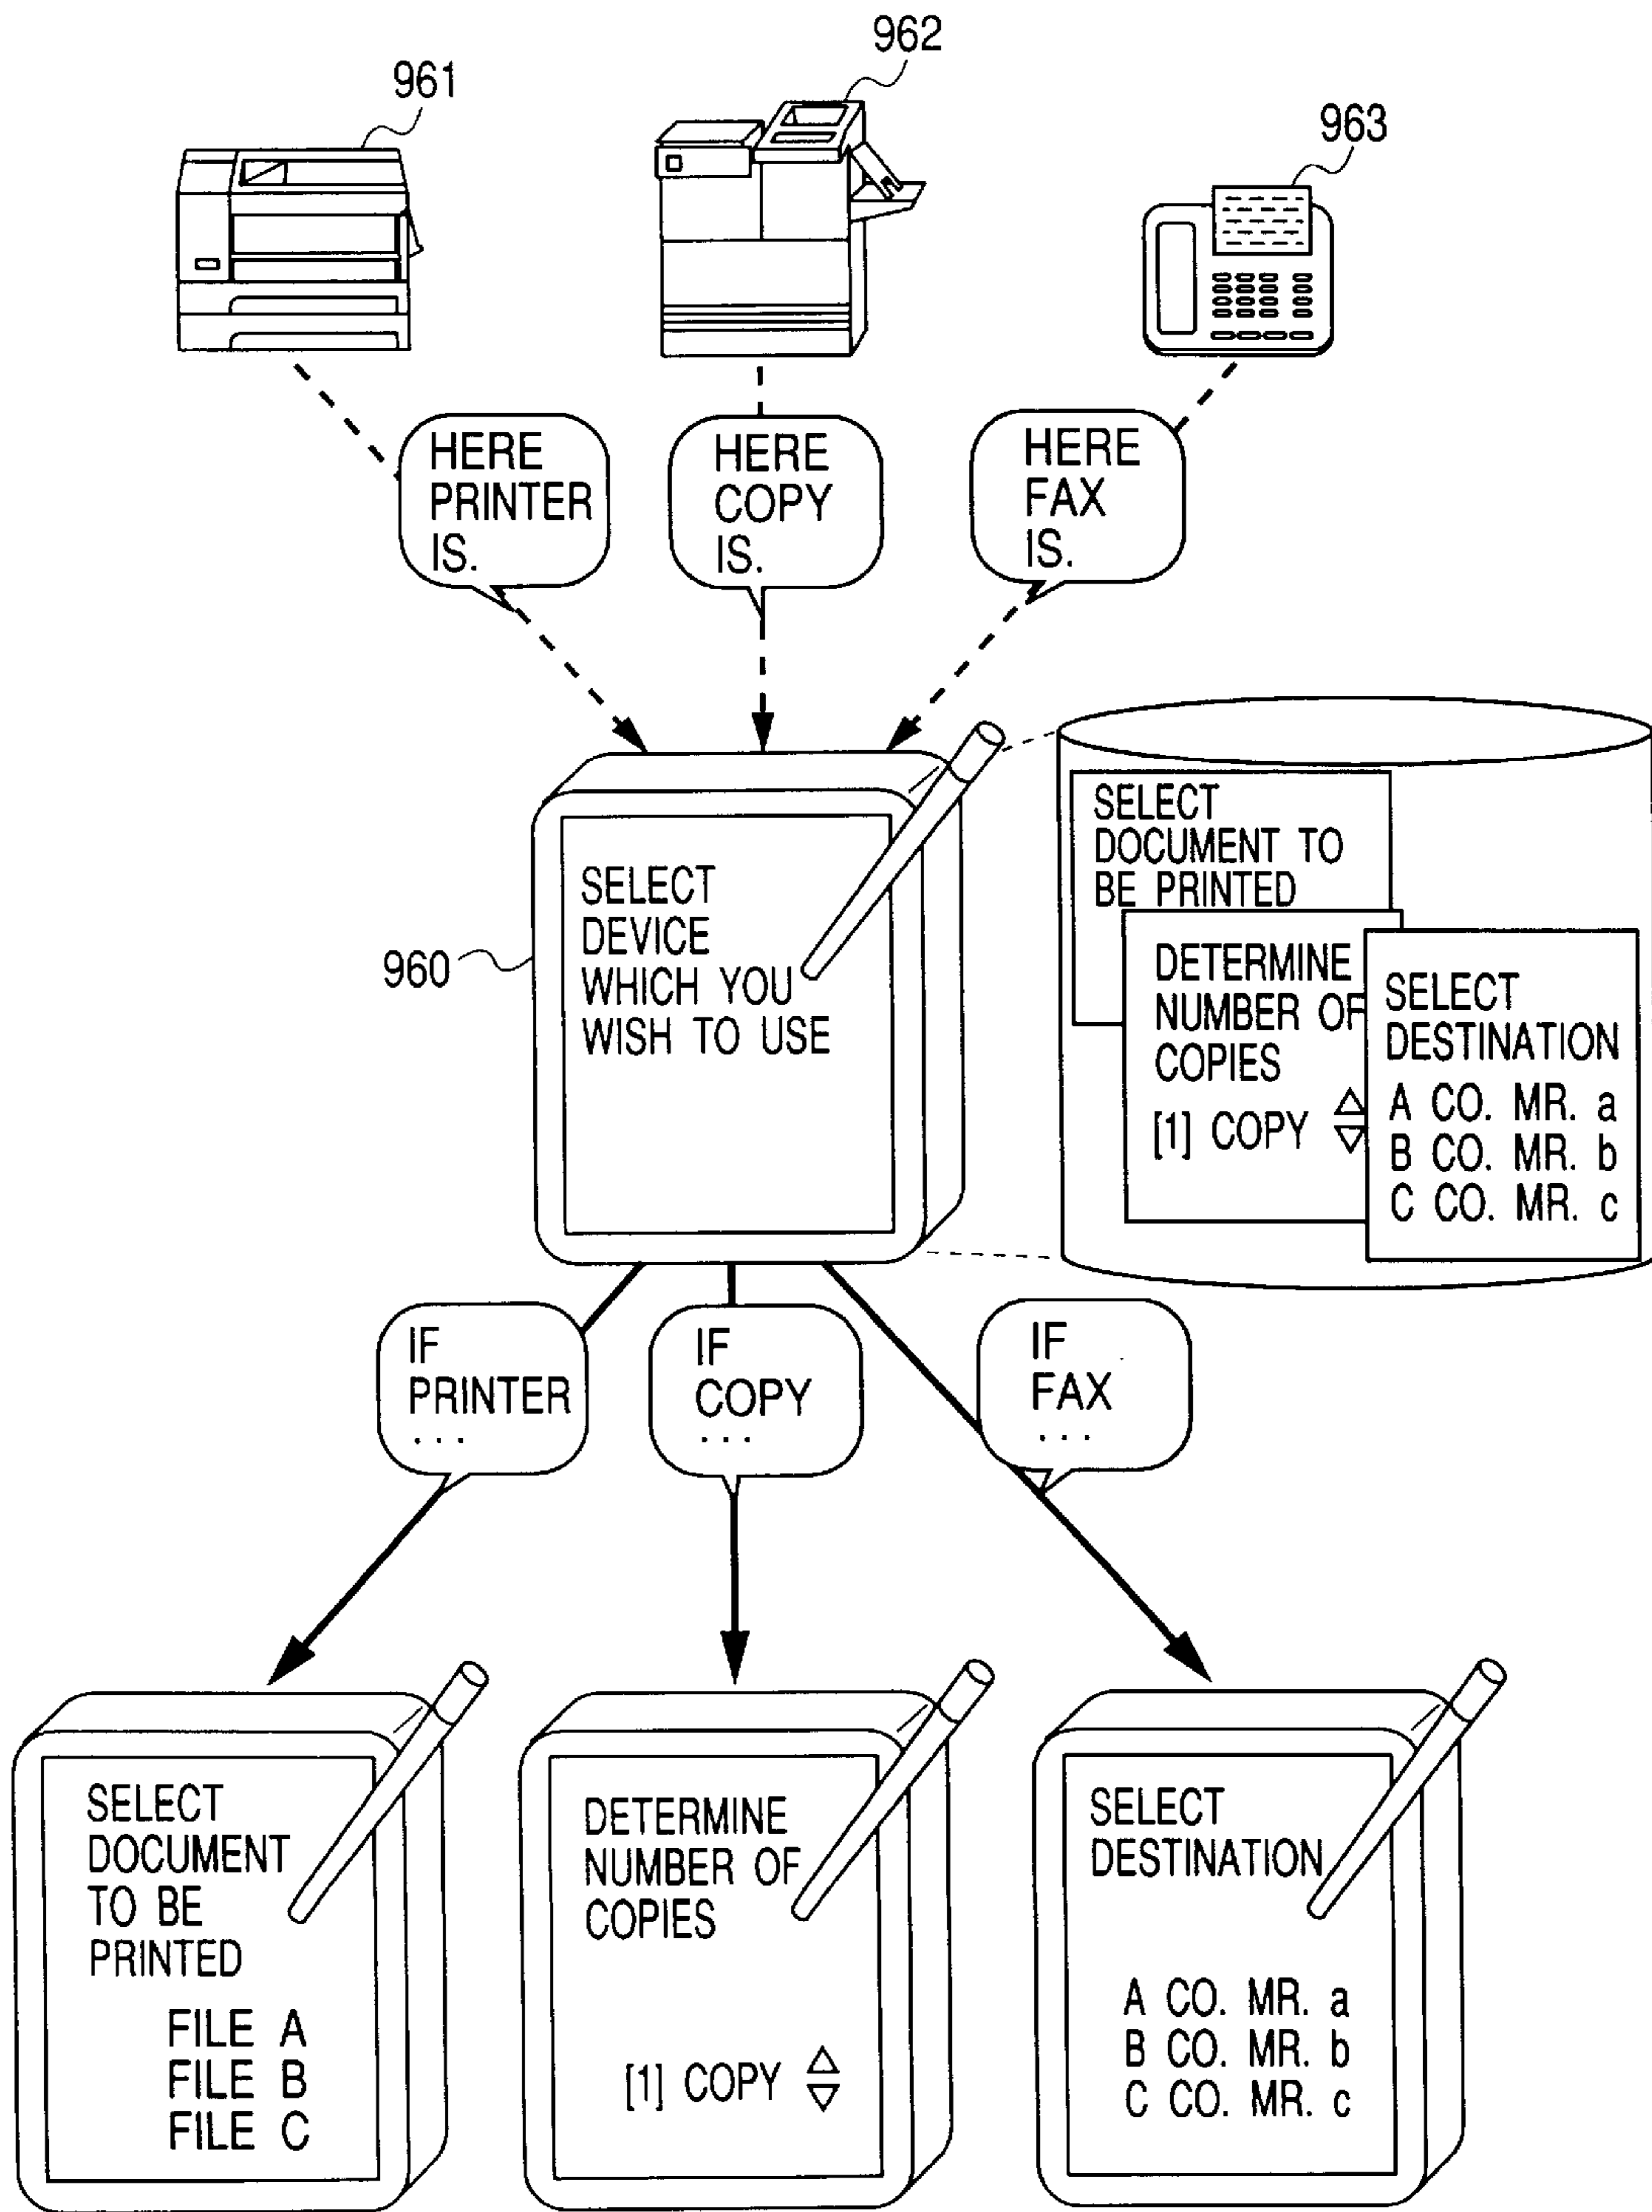 962
961
963
HERE
PRINTER
IS.
HERE
COPY
IS.
HERE
FAX
IS.
SELECT
DEVICE
WHICH YOU
WISH TO USE
960
SELECT
DOCUMENT TO
BE PRINTED
DETERMINE
NUMBER OF
COPIES
[1] COPY
SELECT
DESTINATION
A CO. MR. a
B CO. MR. b
C CO. MR. c
IF
PRINTER
...
IF
COPY
...
IF
FAX
...
SELECT
DOCUMENT
TO BE
PRINTED
FILE A
FILE B
FILE C
DETERMINE
NUMBER OF
COPIES
[1] COPY
SELECT
DESTINATION
A CO. MR. a
B CO. MR. b
C CO. MR. c